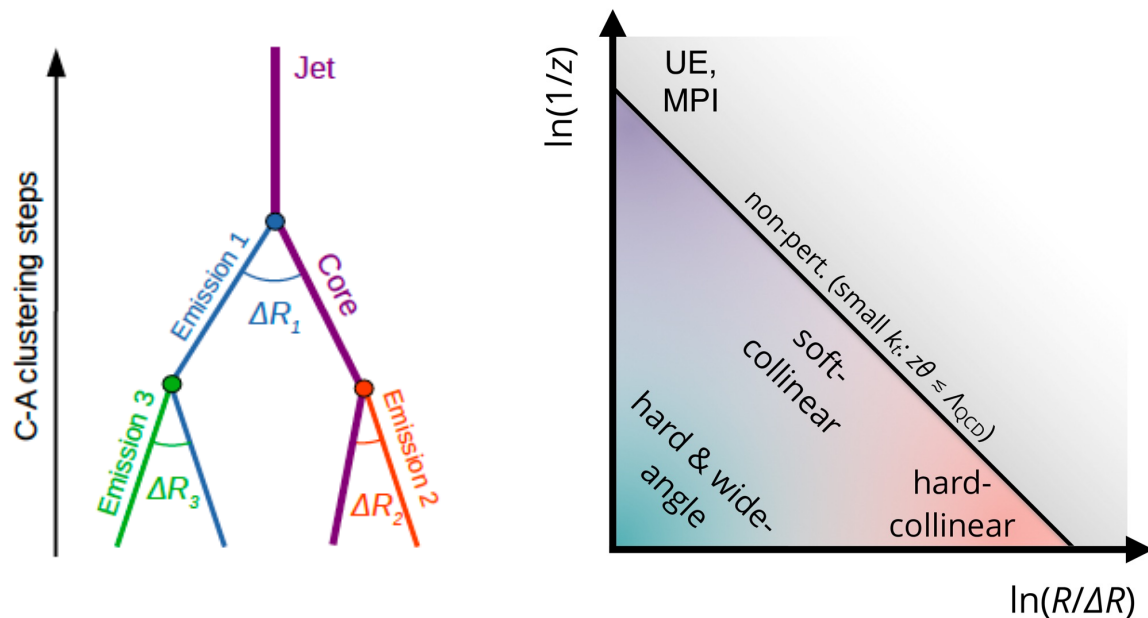 Jet
C-A clustering steps
Emission 1
Core
ΔR₁
Emission 3
ΔR₃
Emission 2
ΔR₂
ln(1/z)
UE,
MPI
non-pert. (small kₜ: zθ ≲ Λ_QCD)
soft-
collinear
hard & wide-
angle
hard-
collinear
ln(R/ΔR)